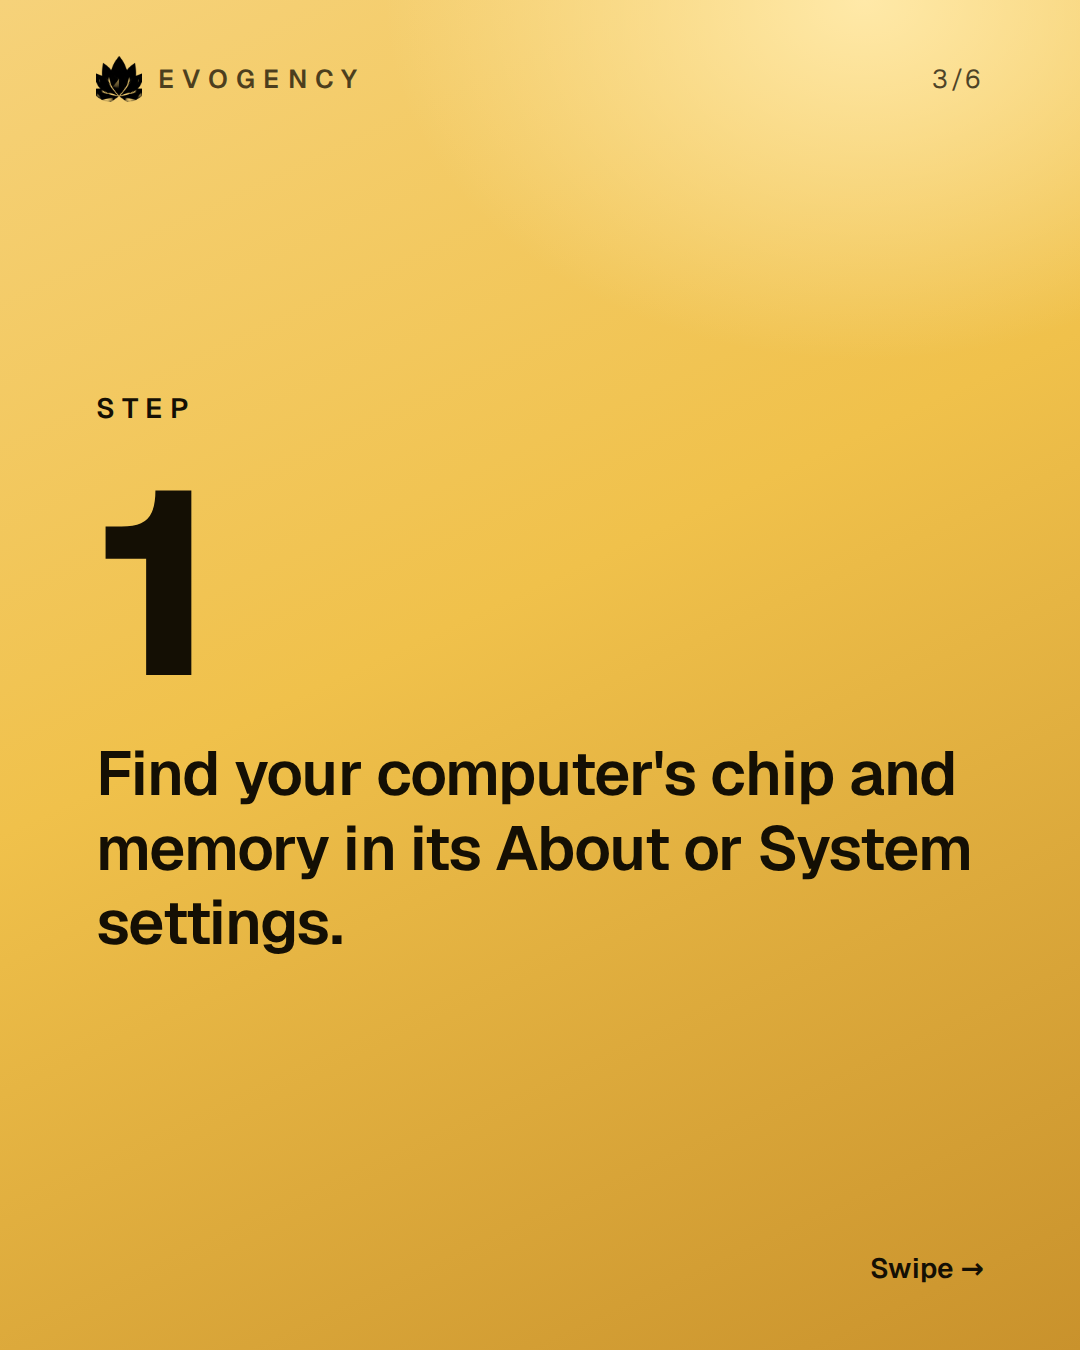 EVOGENCY
3/6
STEP
1
Find your computer's chip and
memory in its About or System
settings.
Swipe →